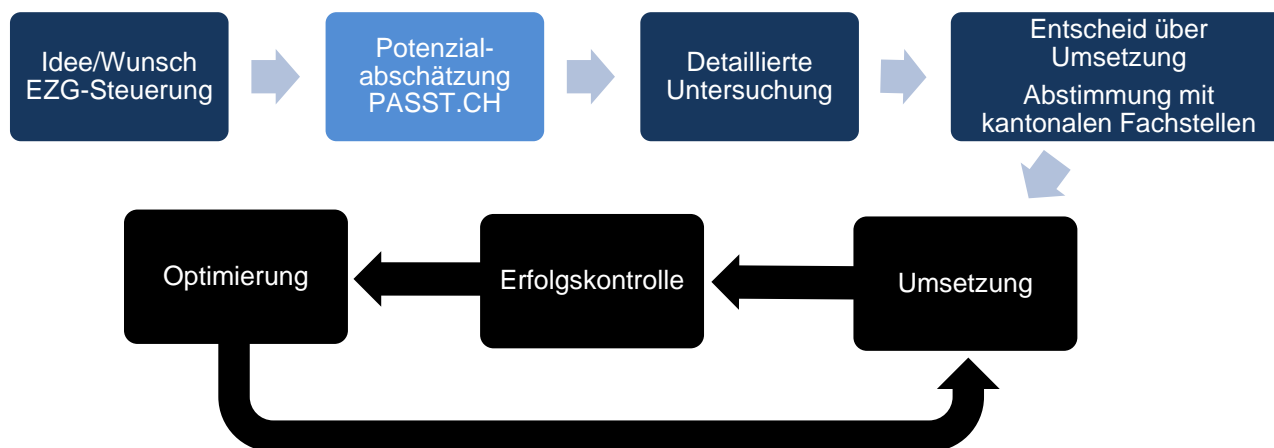 Idee/Wunsch
EZG-Steuerung
Potenzial-
abschätzung
PASST.CH
Detaillierte
Untersuchung
Entscheid über
Umsetzung
Abstimmung mit
kantonalen Fachstellen
Optimierung
Erfolgskontrolle
Umsetzung